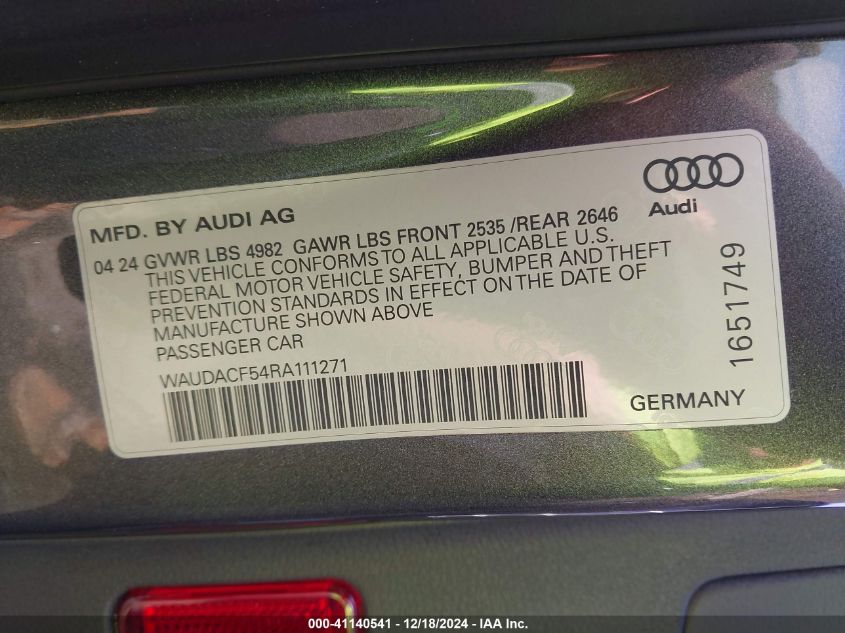 Audi
MFD. BY AUDI AG
04 24 GVWR LBS 4982 GAWR LBS FRONT 2535 /REAR 2646
THIS VEHICLE CONFORMS TO ALL APPLICABLE U.S.
FEDERAL MOTOR VEHICLE SAFETY, BUMPER AND THEFT
PREVENTION STANDARDS IN EFFECT ON THE DATE OF
MANUFACTURE SHOWN ABOVE
PASSENGER CAR
WAUDACF54RA111271
GERMANY
1651749
000-41140541 - 12/18/2024 - IAA Inc.